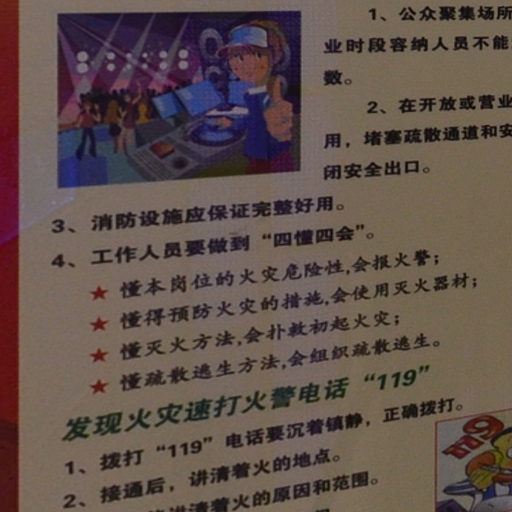 1、公众聚集场所
业时段容纳人员不能
数。
2、在开放或营业
用，堵塞疏散通道和安
闭安全出口。
3、消防设施应保证完整好用。
4、工作人员要做到“四懂四会”。
★ 懂本岗位的火灾危险性,会报火警；
★ 懂得预防火灾的措施,会使用灭火器材；
★ 懂灭火方法,会扑救初起火灾；
★ 懂疏散逃生方法,会组织疏散逃生。
发现火灾速打火警电话“119”
1、拨打“119”电话要沉着镇静，正确拨打。
2、接通后，讲清着火的地点。
讲清着火的原因和范围。
119